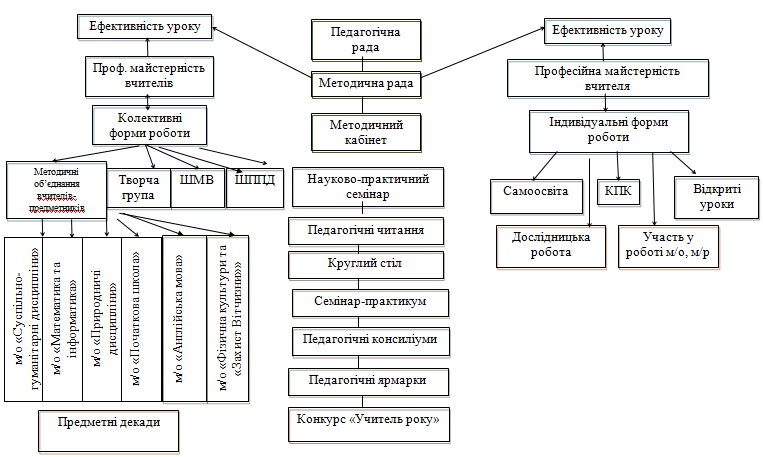 Ефективність уроку
Педагогічна
рада
Ефективність уроку
Проф. майстерність
вчителів
Методична рада
Професійна майстерність
вчителя
Колективні
форми роботи
Методичний
кабінет
Індивідуальні форми
роботи
Методичні
об’єднання
вчителів-
предметників
Творча
група
ШМВ
ШППД
Науково-практичний
семінар
Самоосвіта
КПК
Відкриті
уроки
Педагогічні читання
Дослідницька
робота
Участь у
роботі м/о, м/р
Круглий стіл
Семінар-практикум
Педагогічні консиліуми
Педагогічні ярмарки
Конкурс «Учитель року»
м/о «Суспільно-
гуманітарні дисципліни»
м/о «Математика та
інформатика»
м/о «Природничі
дисципліни»
м/о «Початкова школа»
м/о «Англійська мова»
м/о «Фізична культури та
«Захист Вітчизни»»
Предметні декади